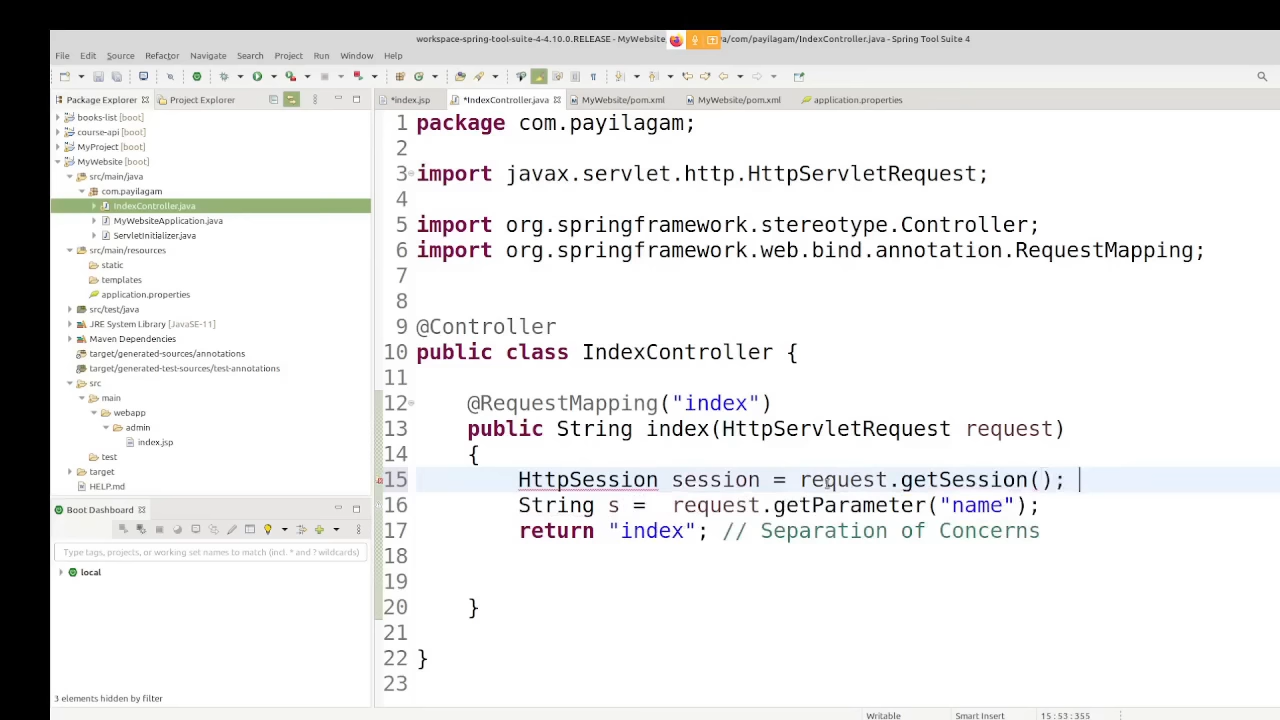 workspace-spring-tool-suite-4-4.10.0.RELEASE - MyWebsite a/com/payilagam/IndexController.java - Spring Tool Suite 4
File Edit Source Refactor Navigate Search Project Run Window Help
Package Explorer Project Explorer
*index.jsp *IndexController.java MyWebsite/pom.xml MyWebsite/pom.xml application.properties
books-list [boot]
course-api [boot]
MyProject [boot]
MyWebsite [boot]
src/main/java
com.payilagam
IndexController.java
MyWebsiteApplication.java
ServletInitializer.java
src/main/resources
static
templates
application.properties
src/test/java
JRE System Library [JavaSE-11]
Maven Dependencies
target/generated-sources/annotations
target/generated-test-sources/test-annotations
src
main
webapp
admin
index.jsp
test
target
HELP.md
Boot Dashboard
Type tags, projects, or working set names to match (incl. * and ? wildcards)
local
3 elements hidden by filter
1 package com.payilagam;
2
3 import javax.servlet.http.HttpServletRequest;
4
5 import org.springframework.stereotype.Controller;
6 import org.springframework.web.bind.annotation.RequestMapping;
7
8
9 @Controller
10 public class IndexController {
11
12 @RequestMapping("index")
13 public String index(HttpServletRequest request)
14 {
15 HttpSession session = request.getSession();
16 String s = request.getParameter("name");
17 return "index"; // Separation of Concerns
18
19
20 }
21
22 }
23
Writable Smart Insert 15:53:355